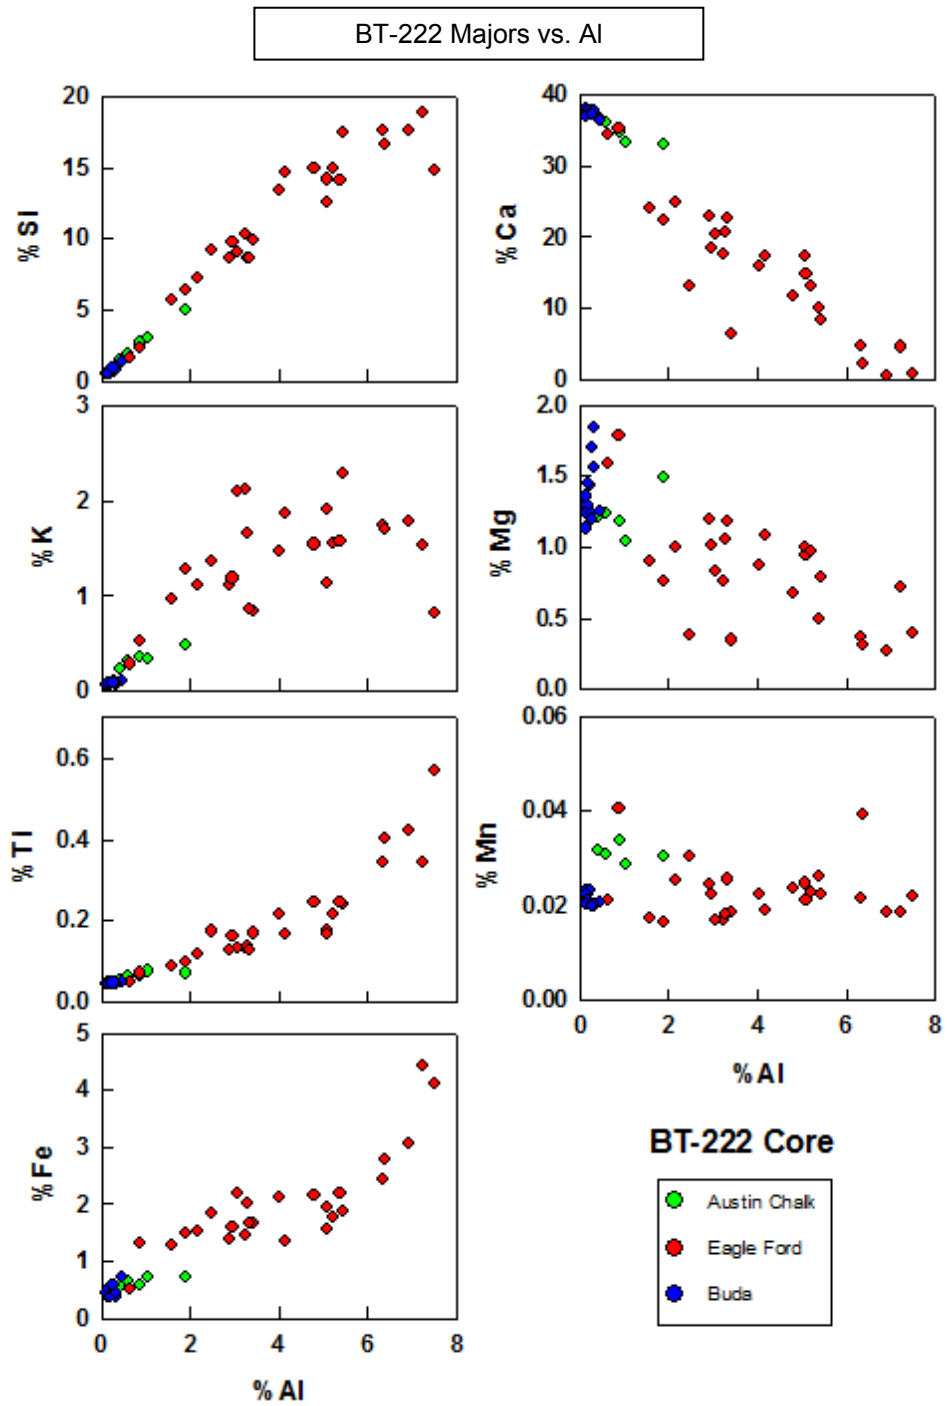 BT-222 Majors vs. Al
20
15
10
5
0
% SI
40
30
20
10
0
% Ca
3
2
1
0
% K
2.0
1.5
1.0
0.5
0.0
% Mg
0.6
0.4
0.2
0.0
% TI
0.06
0.04
0.02
0.00
% Mn
0 2 4 6 8
% Al
5
4
3
2
1
0
% Fe
0 2 4 6 8
% Al
BT-222 Core
Austin Chalk
Eagle Ford
Buda